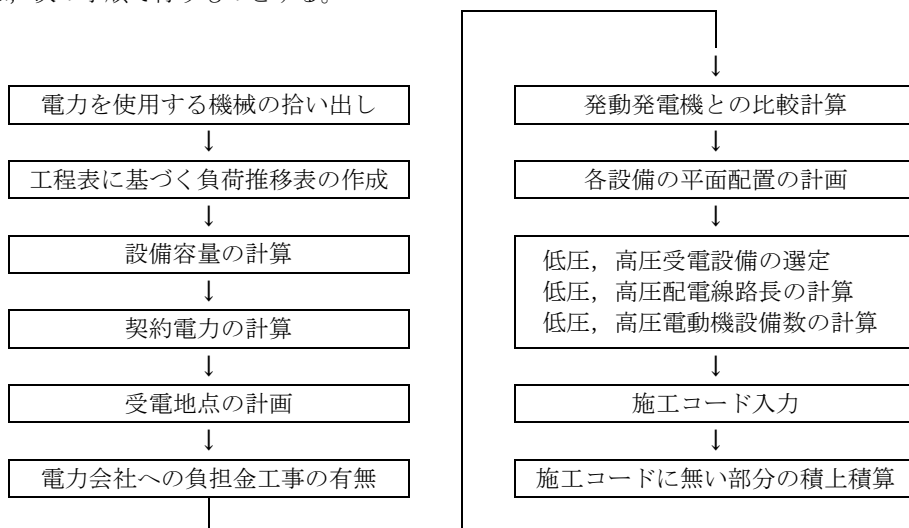 電力を使用する機械の拾い出し
↓
工程表に基づく負荷推移表の作成
↓
設備容量の計算
↓
契約電力の計算
↓
受電地点の計画
↓
電力会社への負担金工事の有無
↓
発動発電機との比較計算
↓
各設備の平面配置の計画
↓
低圧,高圧受電設備の選定
低圧,高圧配電線路長の計算
低圧,高圧電動機設備数の計算
↓
施工コード入力
↓
施工コードに無い部分の積上積算